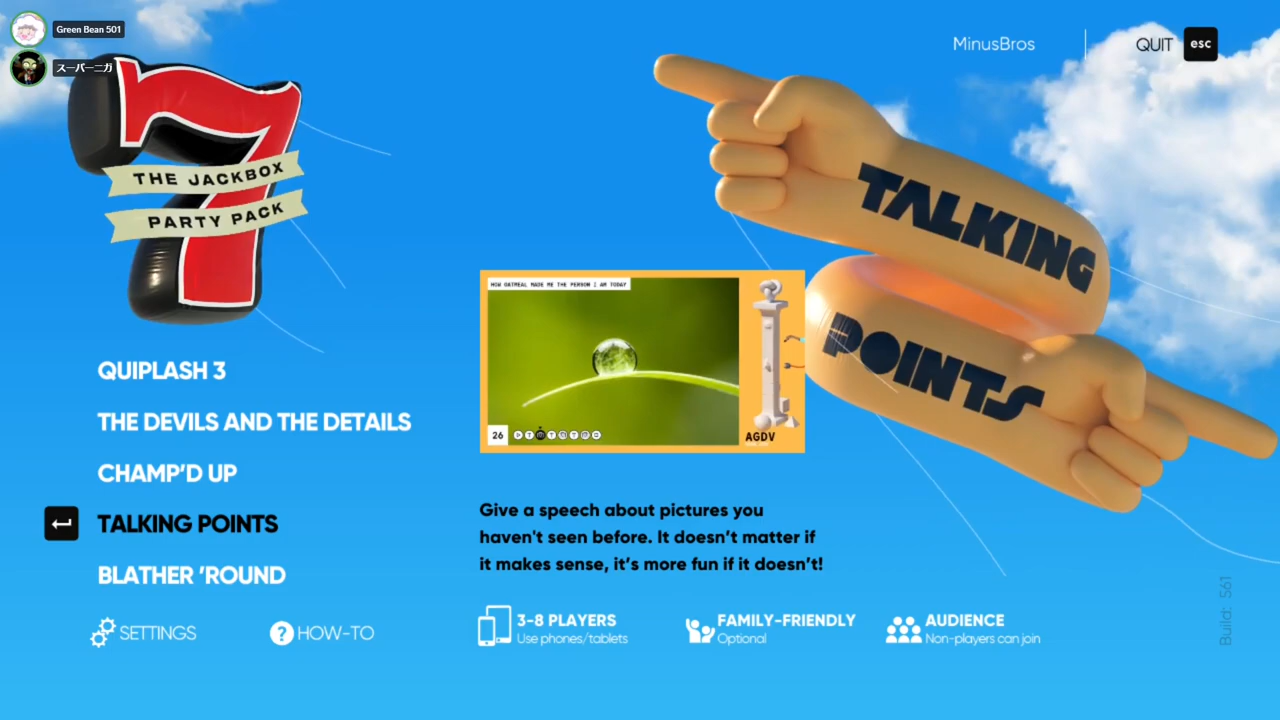 Green Bean 501
スーパーニガ
MinusBros
QUIT
esc
THE JACKBOX
PARTY PACK
7
TALKING
POINTS
HOW OATMEAL MADE ME THE PERSON I AM TODAY
26
AGDV
QUIPLASH 3
THE DEVILS AND THE DETAILS
CHAMP'D UP
TALKING POINTS
BLATHER 'ROUND
Give a speech about pictures you
haven't seen before. It doesn't matter if
it makes sense, it's more fun if it doesn't!
SETTINGS
? HOW-TO
3-8 PLAYERS
Use phones/tablets
FAMILY-FRIENDLY
Optional
AUDIENCE
Non-players can join
Build: 561